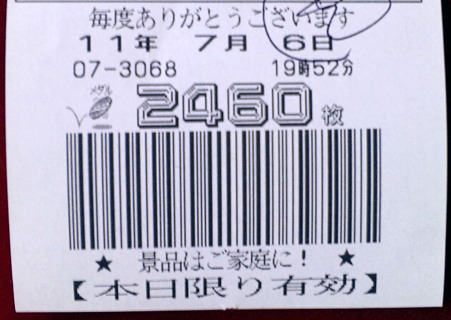 毎度ありがとうございます
11年 7月 6日
07-3068 19時52分
メダル 2460枚
★ 景品はご家庭に! ★
【本日限り有効】